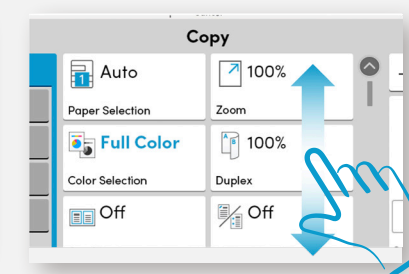 Copy
Auto
100%
Paper Selection
Zoom
Full Color
100%
Color Selection
Duplex
Off
Off